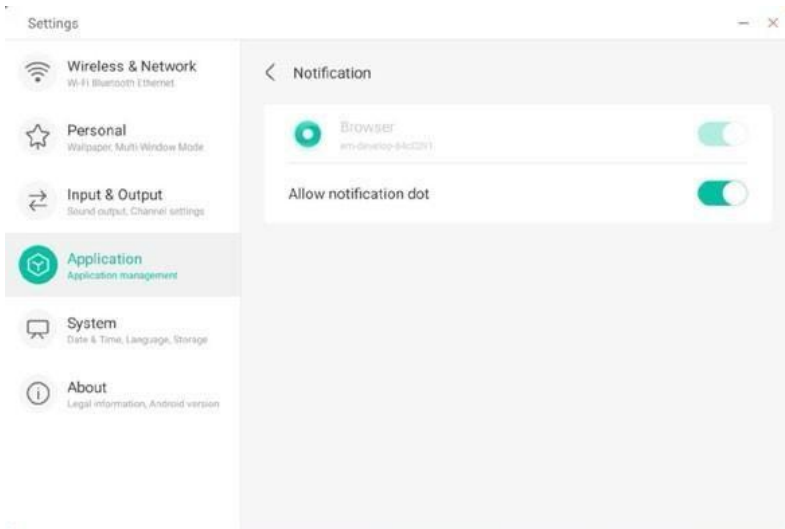 Settings
Wireless & Network
Wi-Fi Bluetooth Ethernet
Personal
Wallpaper, Multi-Window Mode
Input & Output
Sound output, Channel settings
Application
Application management
System
Date & Time, Language, Storage
About
Legal information, Android version
Notification
Browser
Allow notification dot